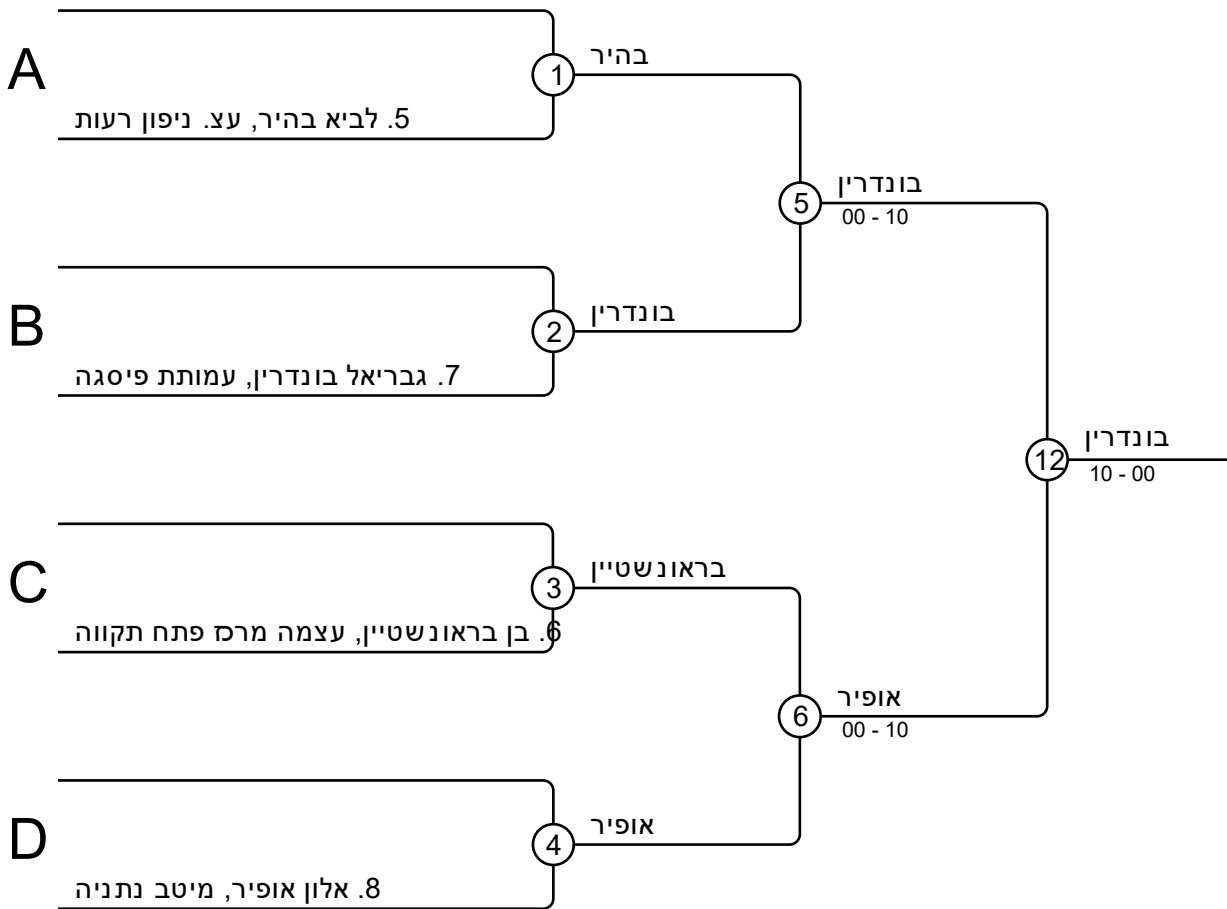 A
1
בהיר
5. לביא בהיר, עצ. ניפון רעות
5
בונדרין
00 - 10
B
2
בונדרין
7. גבריאל בונדרין, עמותת פיסגה
12
בונדרין
10 - 00
C
3
בראונשטיין
6. בן בראונשטיין, עצמה מרכז פתח תקווה
6
אופיר
00 - 10
D
4
אופיר
8. אלון אופיר, מיטב נתניה